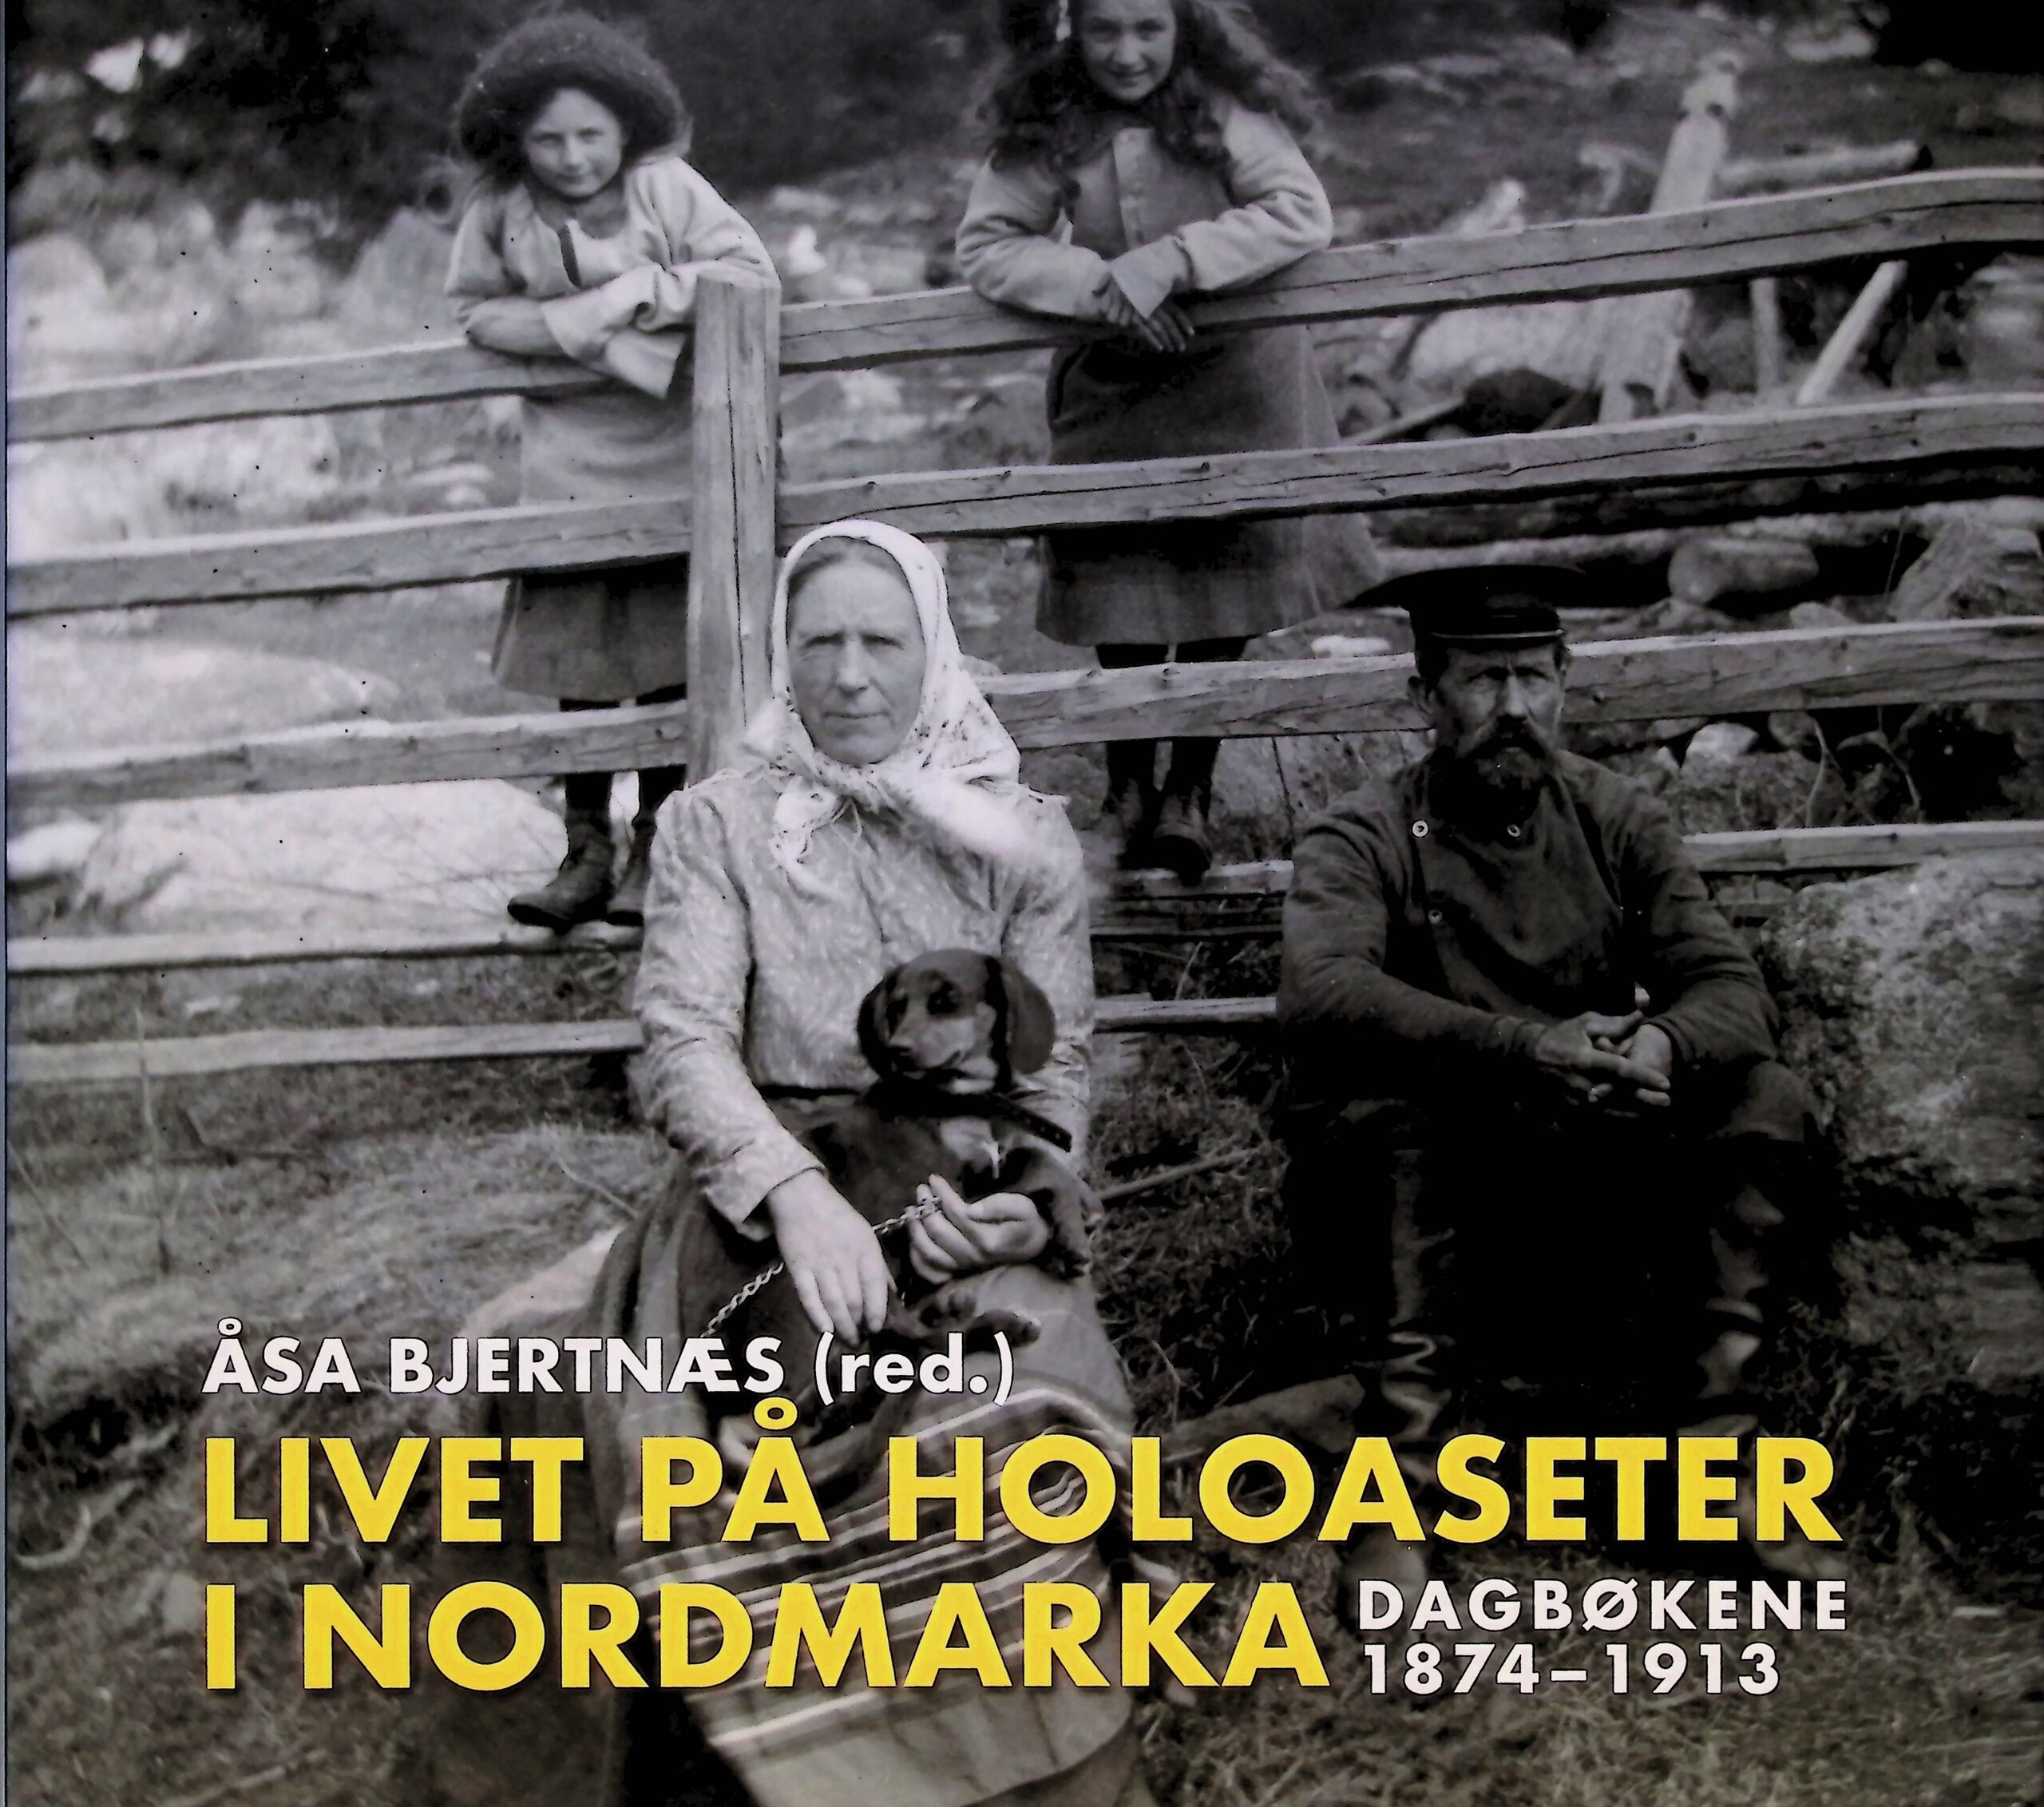 ÅSA BJERTNÆS (red.)
LIVET PÅ HOLOASETER
I NORDMARKA DAGBØKENE
1874–1913